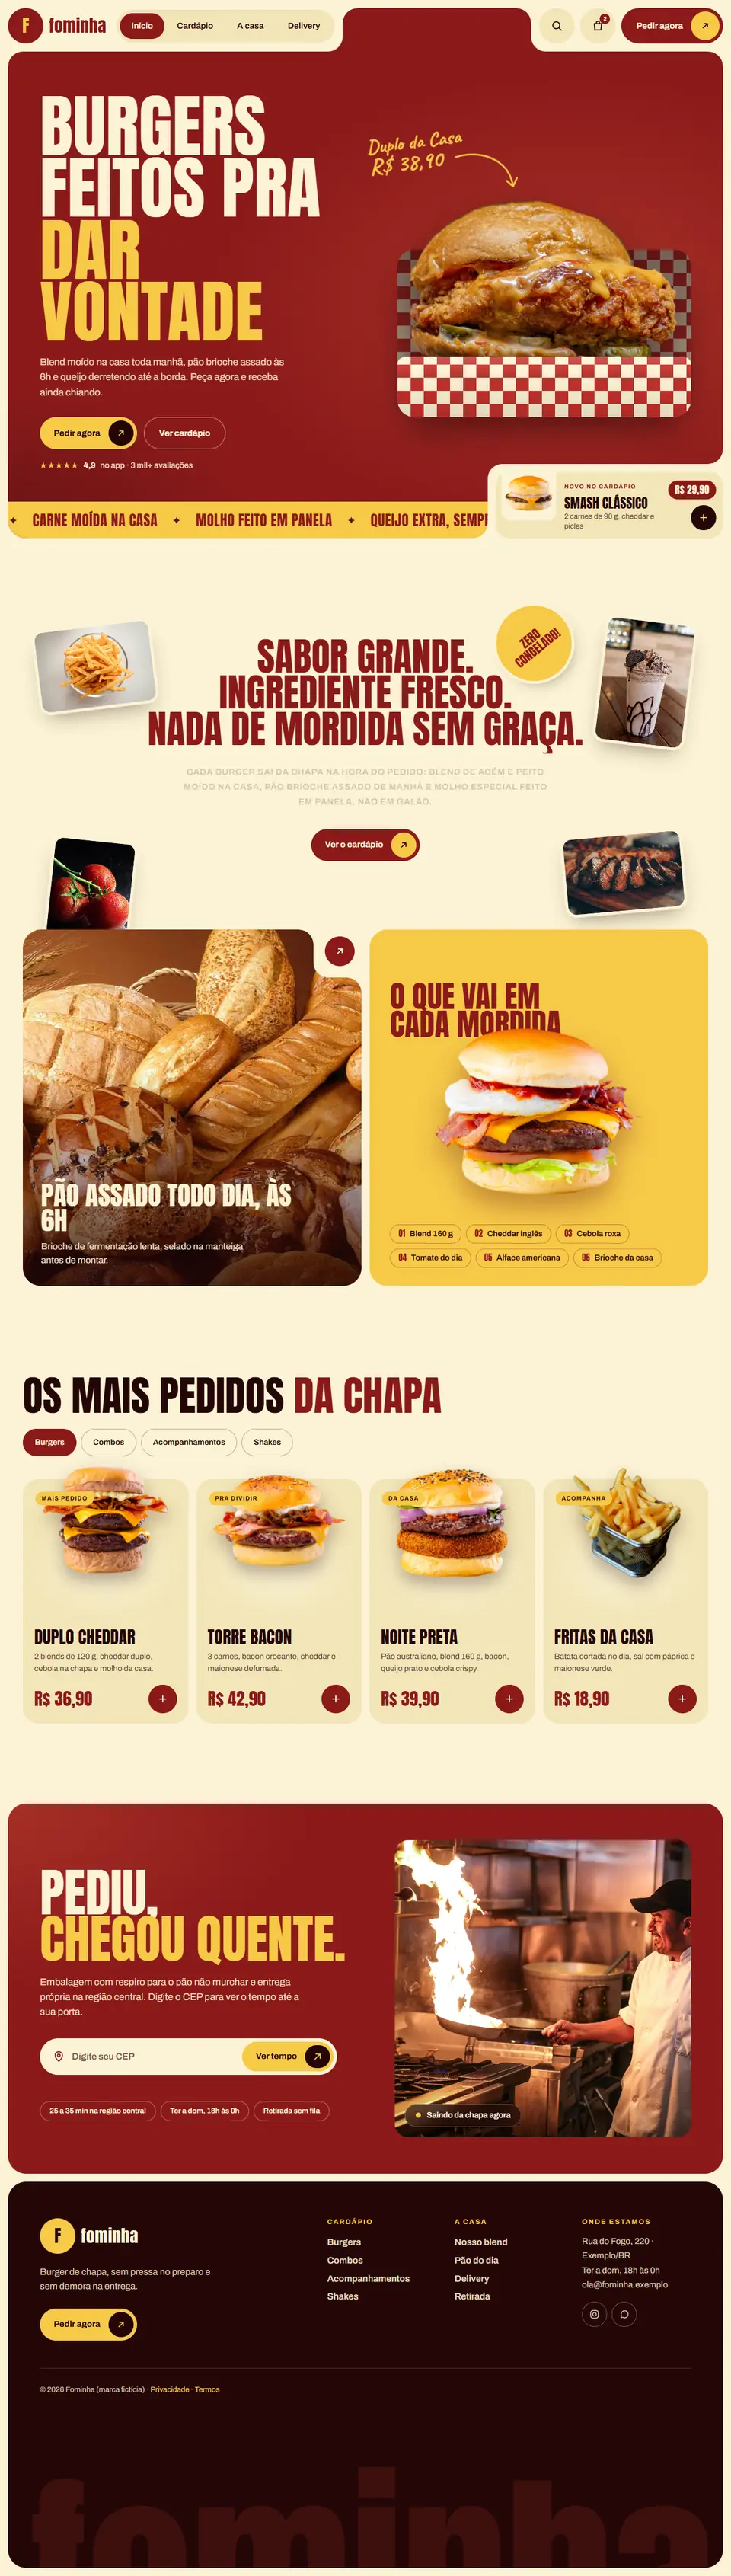 F fominha
Início Cardápio A casa Delivery
2
Pedir agora
BURGERS
FEITOS PRA
DAR
VONTADE
Duplo da Casa
R$ 38,90
Blend moído na casa toda manhã, pão brioche assado às
6h e queijo derretendo até a borda. Peça agora e receba
ainda chiando.
Pedir agora
Ver cardápio
★★★★★ 4,9 no app · 3 mil+ avaliações
CARNE MOÍDA NA CASA ✦ MOLHO FEITO EM PANELA ✦ QUEIJO EXTRA, SEMP
NOVO NO CARDÁPIO
SMASH CLÁSSICO
2 carnes de 90 g, cheddar e
picles
R$ 29,90
SABOR GRANDE.
INGREDIENTE FRESCO.
NADA DE MORDIDA SEM GRAÇA.
ZERO
CONGELADO!
CADA BURGER SAI DA CHAPA NA HORA DO PEDIDO: BLEND DE ACÉM E PEITO
MOÍDO NA CASA, PÃO BRIOCHE ASSADO DE MANHÃ E MOLHO ESPECIAL FEITO
EM PANELA, NÃO EM GALÃO.
Ver o cardápio
PÃO ASSADO TODO DIA, ÀS
6H
Brioche de fermentação lenta, selado na manteiga
antes de montar.
O QUE VAI EM
CADA MORDIDA
01 Blend 160 g
02 Cheddar inglês
03 Cebola roxa
04 Tomate do dia
05 Alface americana
06 Brioche da casa
OS MAIS PEDIDOS DA CHAPA
Burgers
Combos
Acompanhamentos
Shakes
MAIS PEDIDO
DUPLO CHEDDAR
2 blends de 120 g, cheddar duplo,
cebola na chapa e molho da casa.
R$ 36,90
PRA DIVIDIR
TORRE BACON
3 carnes, bacon crocante, cheddar e
maionese defumada.
R$ 42,90
DA CASA
NOITE PRETA
Pão australiano, blend 160 g, bacon,
queijo prato e cebola crispy.
R$ 39,90
ACOMPANHA
FRITAS DA CASA
Batata cortada no dia, sal com páprica e
maionese verde.
R$ 18,90
PEDIU,
CHEGOU QUENTE.
Embalagem com respiro para o pão não murchar e entrega
própria na região central. Digite o CEP para ver o tempo até a
sua porta.
Digite seu CEP
Ver tempo
25 a 35 min na região central
Ter a dom, 18h às 0h
Retirada sem fila
Saindo da chapa agora
F fominha
Burger de chapa, sem pressa no preparo e
sem demora na entrega.
Pedir agora
CARDÁPIO
Burgers
Combos
Acompanhamentos
Shakes
A CASA
Nosso blend
Pão do dia
Delivery
Retirada
ONDE ESTAMOS
Rua do Fogo, 220 ·
Exemplo/BR
Ter a dom, 18h às 0h
ola@fominha.exemplo
© 2026 Fominha (marca fictícia) · Privacidade · Termos
fominha